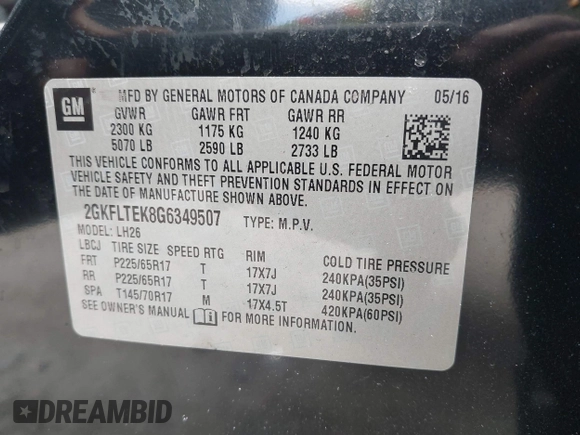 GM
MFD BY GENERAL MOTORS OF CANADA COMPANY 05/16
GVWR GAWR FRT GAWR RR
2300 KG 1175 KG 1240 KG
5070 LB 2590 LB 2733 LB
THIS VEHICLE CONFORMS TO ALL APPLICABLE U.S. FEDERAL MOTOR
VEHICLE SAFETY AND THEFT PREVENTION STANDARDS IN EFFECT ON
THE DATE OF MANUFACTURE SHOWN ABOVE.
2GKFLTEK8G6349507 TYPE: M.P.V.
MODEL: LH26
LBCJ TIRE SIZE SPEED RTG RIM COLD TIRE PRESSURE
FRT P225/65R17 T 17X7J 240KPA(35PSI)
RR P225/65R17 T 17X7J 240KPA(35PSI)
SPA T145/70R17 M 17X4.5T 420KPA(60PSI)
SEE OWNER'S MANUAL FOR MORE INFORMATION.
DREAMBID